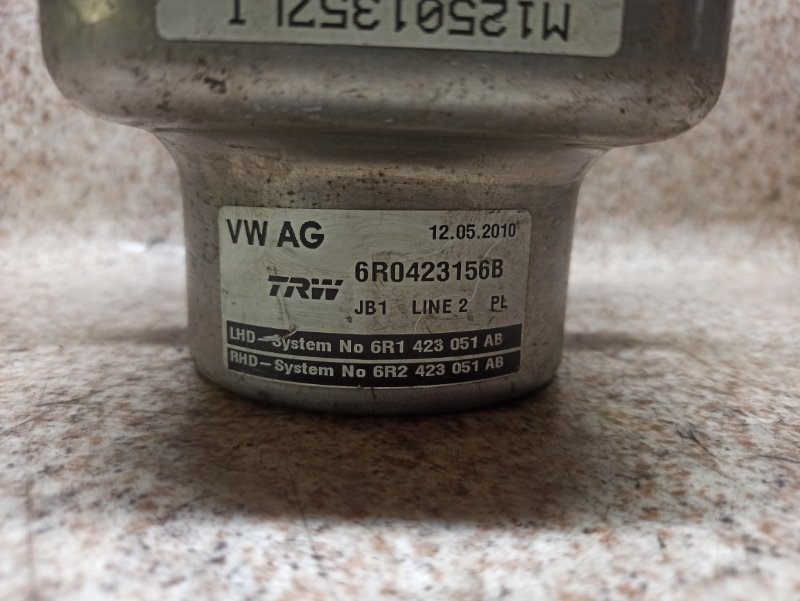 M12501357LI
VW AG 12.05.2010
6R0423156B
TRW
JB1 LINE 2 PL
LHD-System No 6R1 423 051 AB
RHD-System No 6R2 423 051 AB